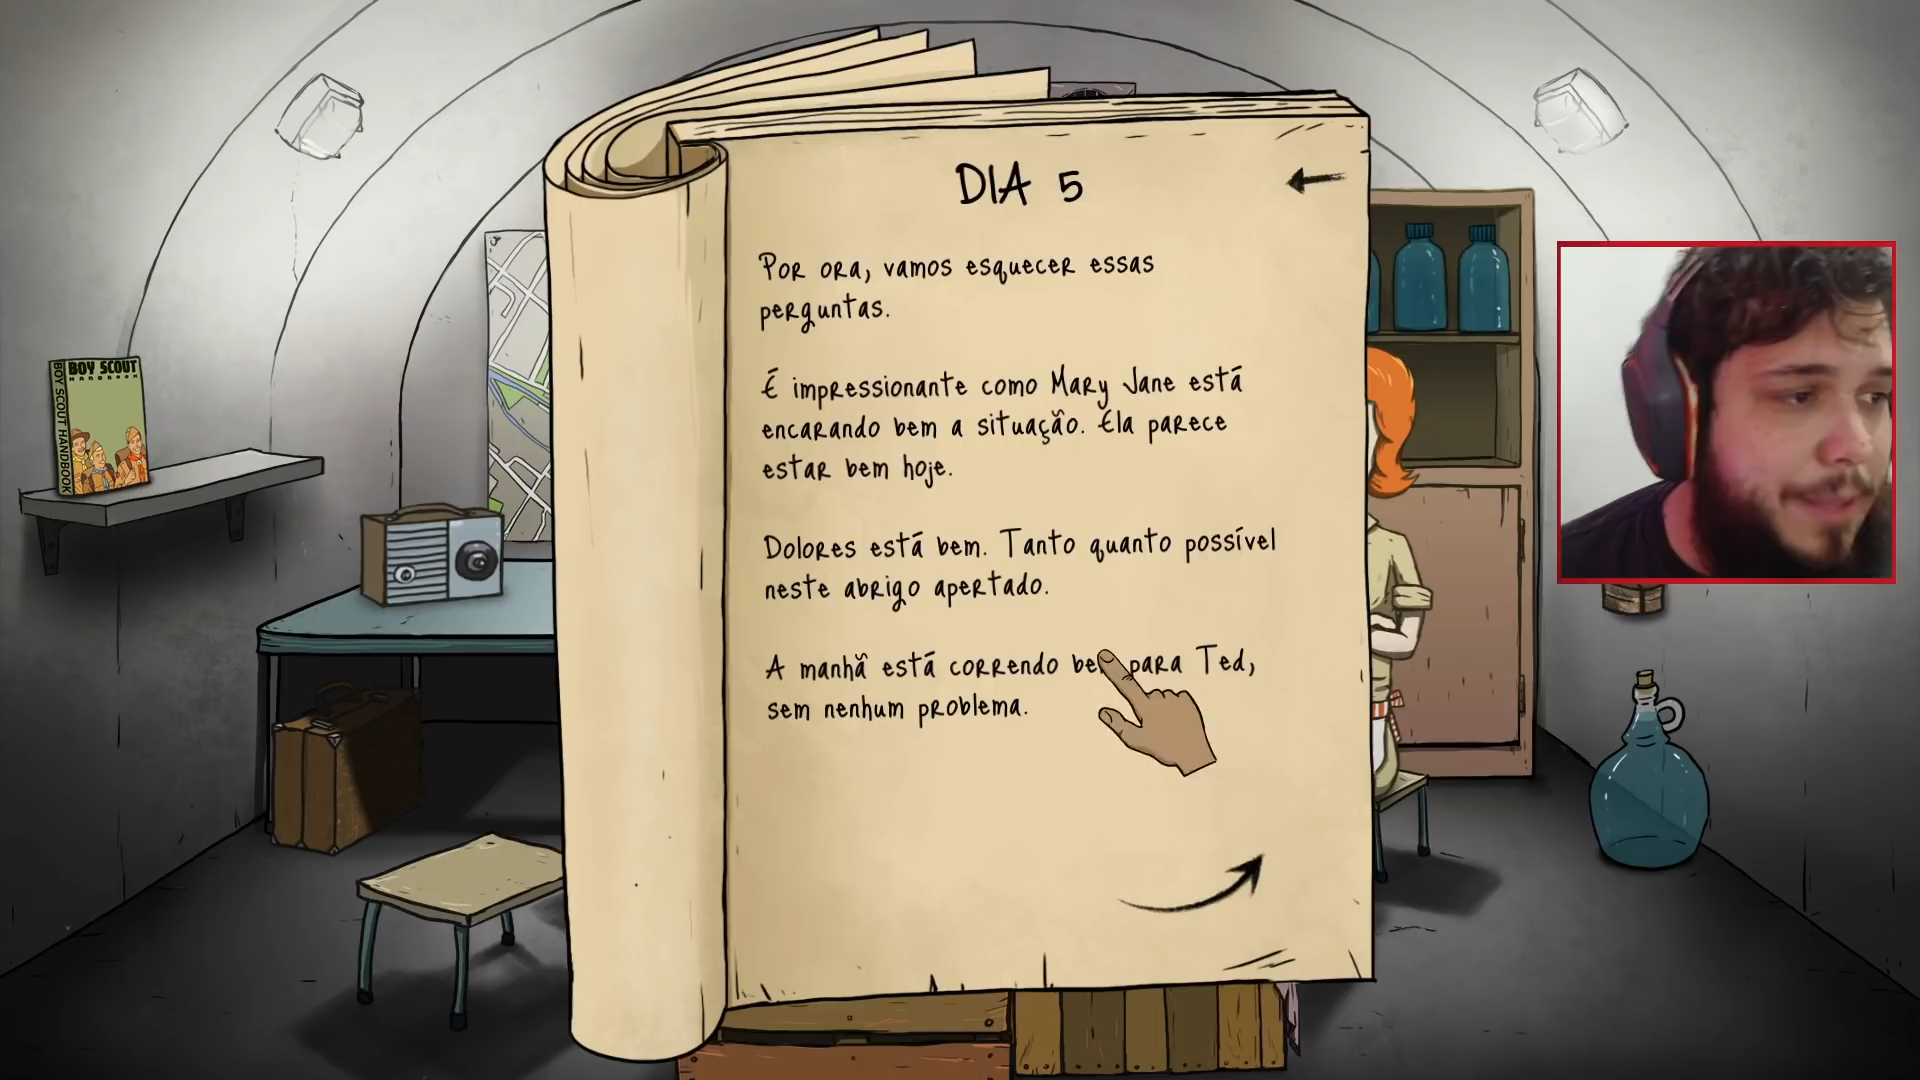 DIA 5
Por ora, vamos esquecer essas
perguntas.
É impressionante como Mary Jane está
encarando bem a situação. Ela parece
estar bem hoje.
Dolores está bem. Tanto quanto possível
neste abrigo apertado.
A manhã está correndo bem para Ted,
sem nenhum problema.
BOY SCOUT
HANDBOOK
BOY SCOUT HANDBOOK